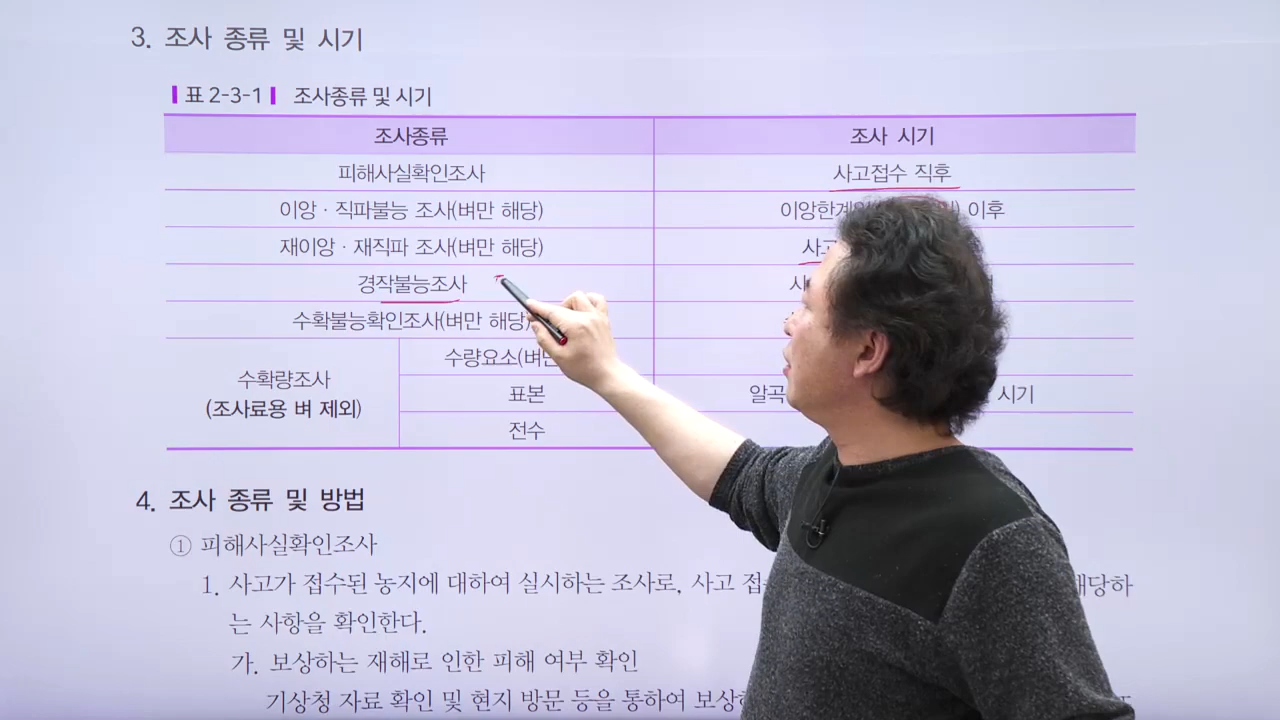 3. 조사 종류 및 시기
표 2-3-1 조사종류 및 시기
조사종류 조사 시기
피해사실확인조사 사고접수 직후
이앙·직파불능 조사(벼만 해당) 이후
재이앙·재직파 조사(벼만 해당)
경작불능조사
수확불능확인조사(벼만 해당)
수량요소(벼만
수확량조사
(조사료용 벼 제외)
표본 알곡 시기
전수
4. 조사 종류 및 방법
① 피해사실확인조사
1. 사고가 접수된 농지에 대하여 실시하는 조사로, 사고 해당하
는 사항을 확인한다.
가. 보상하는 재해로 인한 피해 여부 확인
기상청 자료 확인 및 현지 방문 등을 통하여